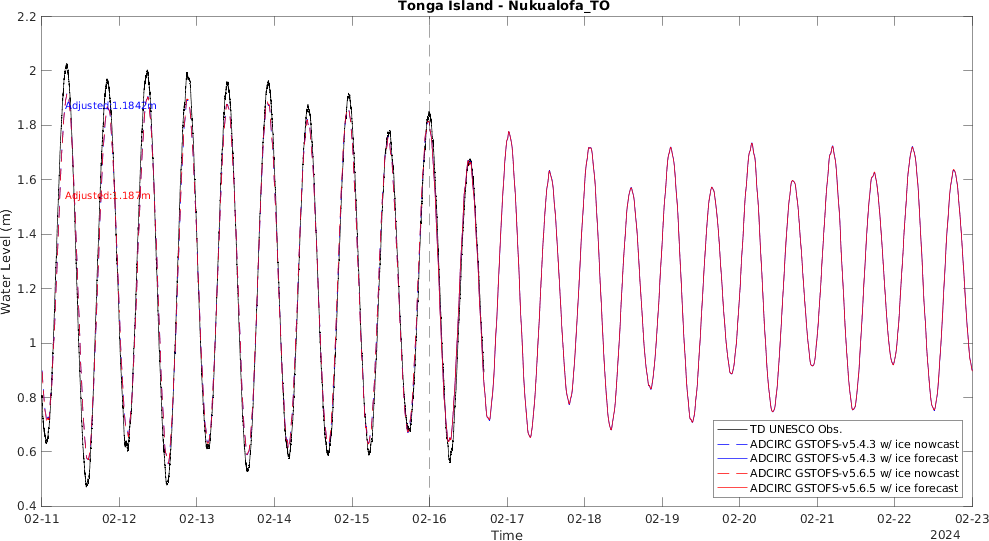 Tonga Island - Nukualofa_TO
2.2
2
1.8
1.6
1.4
1.2
1
0.8
0.6
0.4
Water Level (m)
Adjusted:1.1842m
Adjusted:1.187m
TD UNESCO Obs.
ADCIRC GSTOFS-v5.4.3 w/ ice nowcast
ADCIRC GSTOFS-v5.4.3 w/ ice forecast
ADCIRC GSTOFS-v5.6.5 w/ ice nowcast
ADCIRC GSTOFS-v5.6.5 w/ ice forecast
02-11 02-12 02-13 02-14 02-15 02-16 02-17 02-18 02-19 02-20 02-21 02-22 02-23
Time
2024